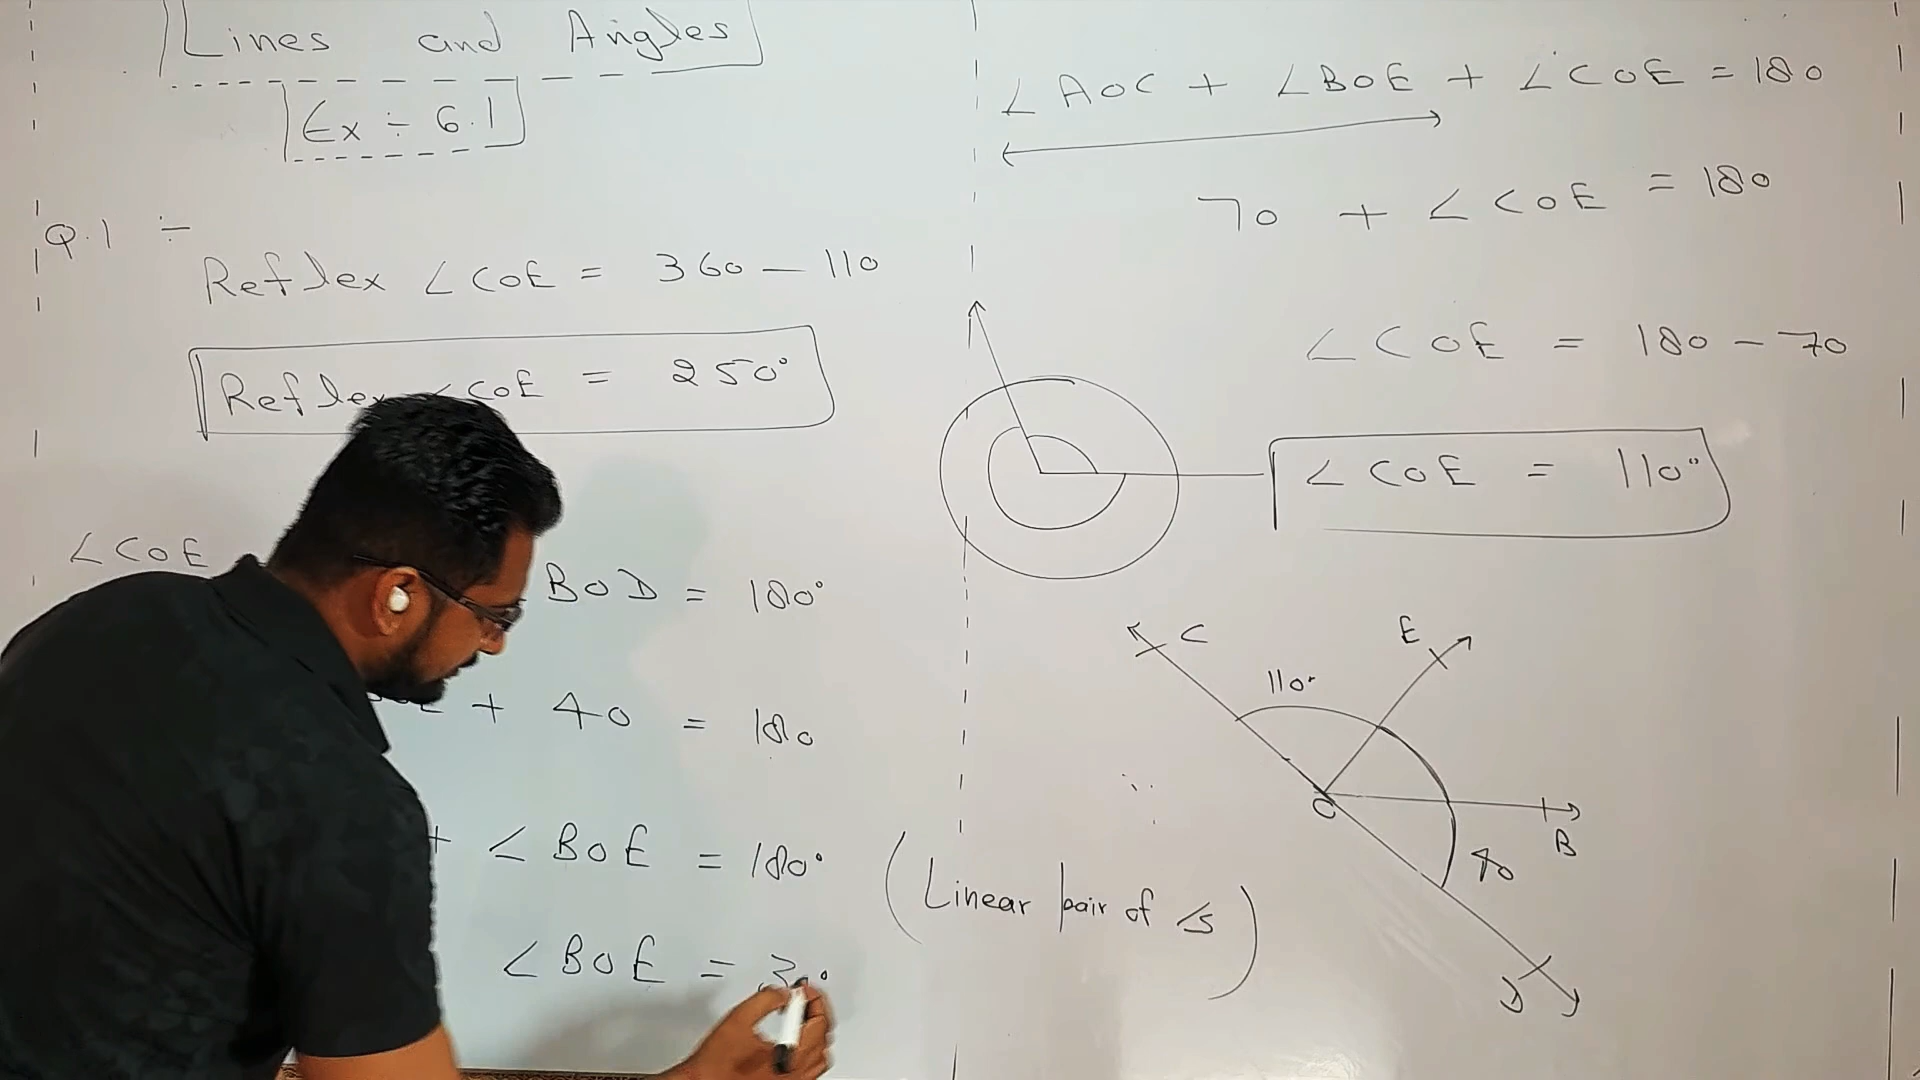 Lines and Angles
Ex ÷ 6.1
Q.1 ÷
Reflex ∠COE = 360 - 110
Reflex ∠COE = 250°
∠COE BOD = 180°
+ 40 = 180
+ ∠BOE = 180°
(Linear pair of ∠s)
∠BOE = 30°
∠AOC + ∠BOE + ∠COE = 180
70 + ∠COE = 180
∠COE = 180 - 70
∠COE = 110°
C
E
110°
O
B
40
D